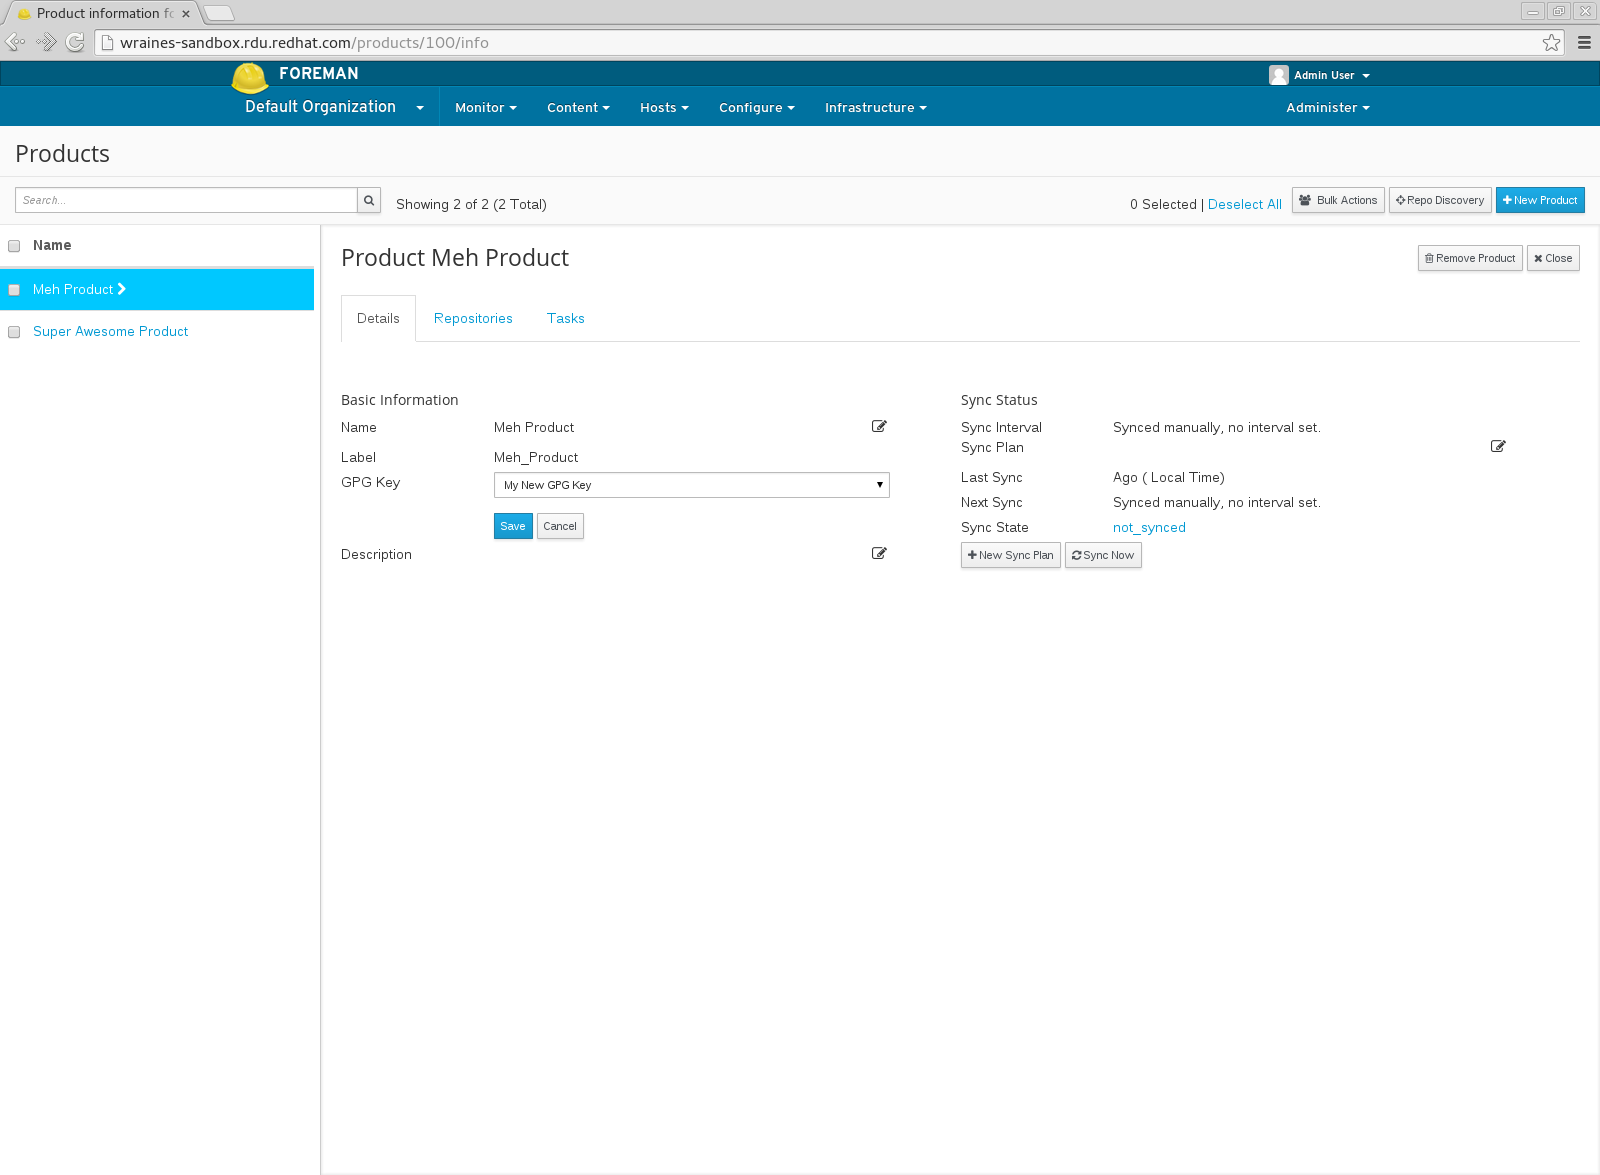 Product information fo
wraines-sandbox.rdu.redhat.com/products/100/info
FOREMAN
Admin User
Default Organization Monitor Content Hosts Configure Infrastructure Administer
Products
Search... Showing 2 of 2 (2 Total) 0 Selected | Deselect All Bulk Actions Repo Discovery New Product
Name
Meh Product
Super Awesome Product
Product Meh Product Remove Product Close
Details Repositories Tasks
Basic Information
Name Meh Product
Label Meh_Product
GPG Key My New GPG Key
Save Cancel
Description
Sync Status
Sync Interval Synced manually, no interval set.
Sync Plan
Last Sync Ago ( Local Time)
Next Sync Synced manually, no interval set.
Sync State not_synced
New Sync Plan Sync Now